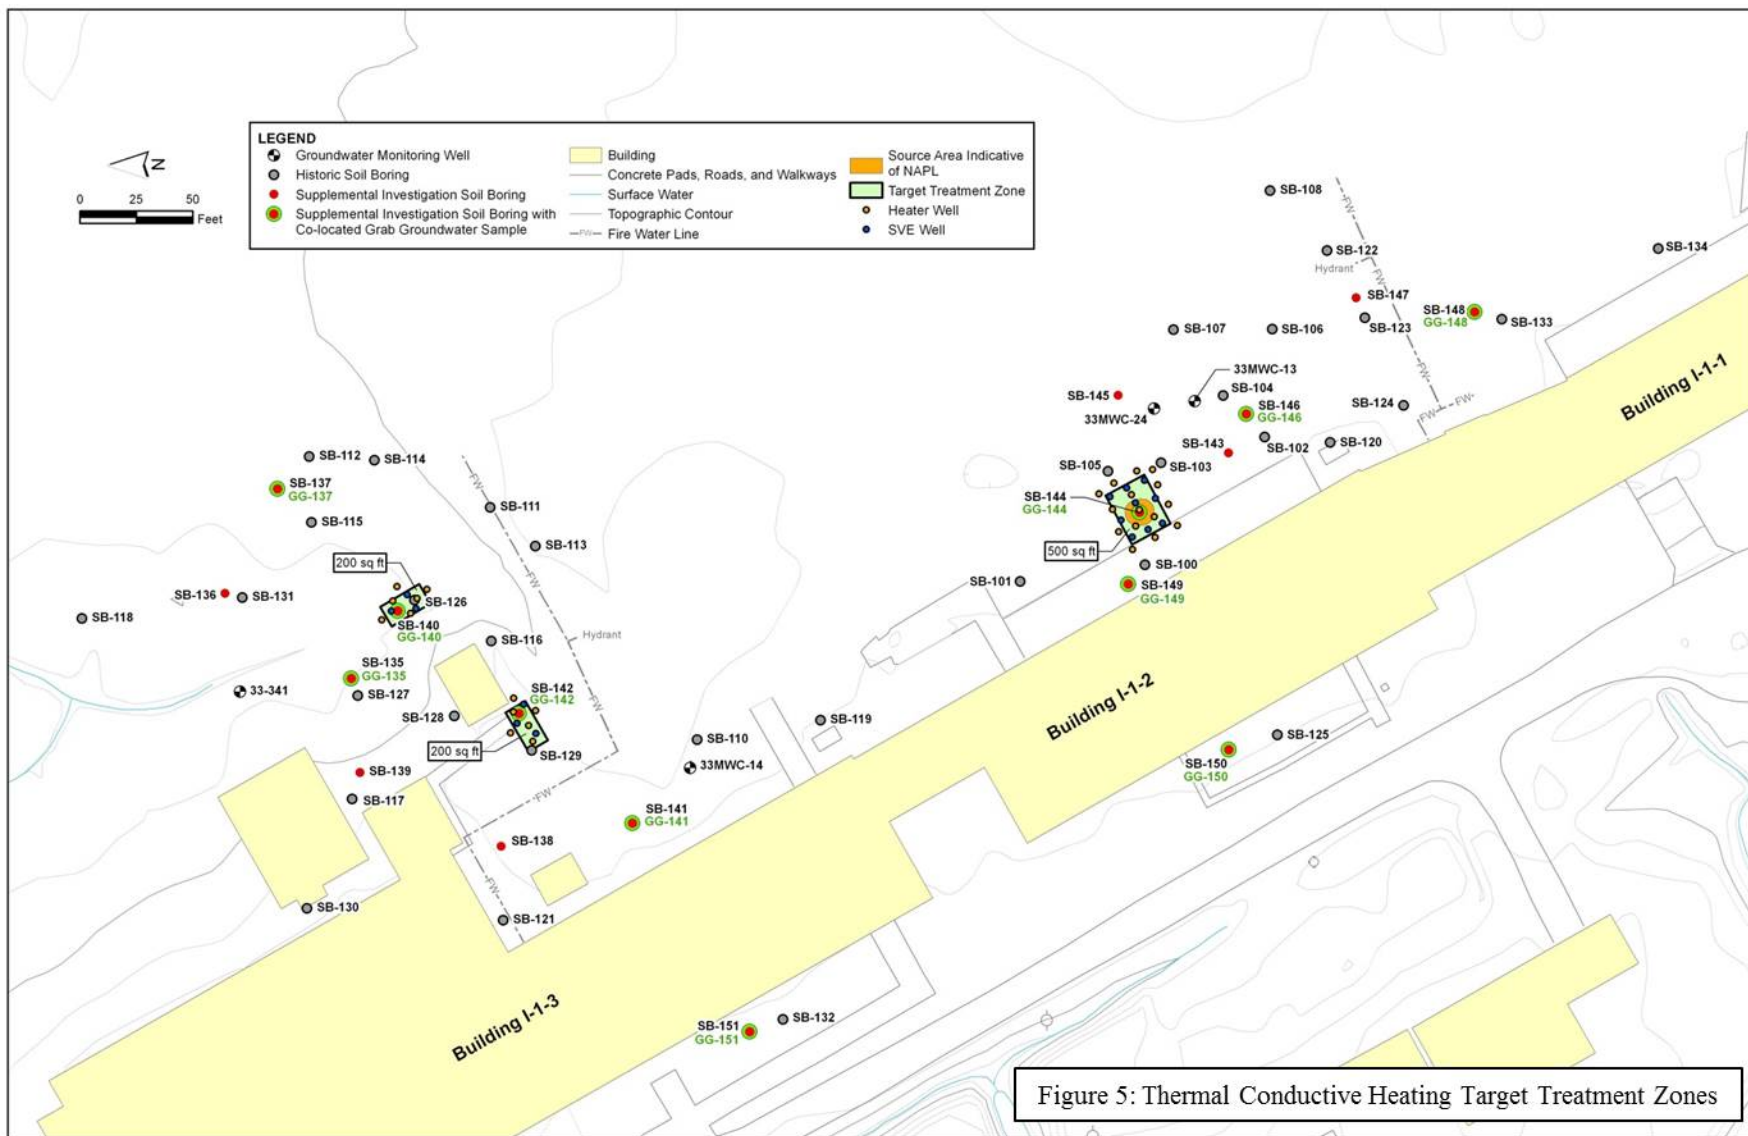 LEGEND
Groundwater Monitoring Well
Historic Soil Boring
Supplemental Investigation Soil Boring
Supplemental Investigation Soil Boring with
Co-located Grab Groundwater Sample
Building
Concrete Pads, Roads, and Walkways
Surface Water
Topographic Contour
FW
Fire Water Line
Source Area Indicative
of NAPL
Target Treatment Zone
Heater Well
SVE Well
N
0 25 50
Feet
SB-108
FW
SB-122
Hydrant
FW
SB-134
SB-147
SB-148
GG-148
SB-133
SB-123
SB-107
SB-106
33MWC-13
FW
SB-104
SB-145
33MWC-24
SB-146
GG-146
SB-124
FW
FW
Building I-1-1
SB-143
SB-102
SB-120
SB-105
SB-103
SB-144
GG-144
500 sq ft
SB-100
SB-101
SB-149
GG-149
SB-112
SB-114
SB-137
GG-137
FW
SB-111
SB-115
SB-113
200 sq ft
FW
SB-136
SB-131
SB-126
SB-118
SB-140
GG-140
SB-116
Hydrant
SB-135
GG-135
33-341
SB-127
SB-142
GG-142
FW
SB-128
200 sq ft
SB-129
SB-110
SB-119
Building I-1-2
33MWC-14
SB-139
FW
SB-117
SB-141
GG-141
SB-138
SB-125
SB-150
GG-150
FW
SB-130
SB-121
Building I-1-3
SB-132
SB-151
GG-151
Figure 5: Thermal Conductive Heating Target Treatment Zones